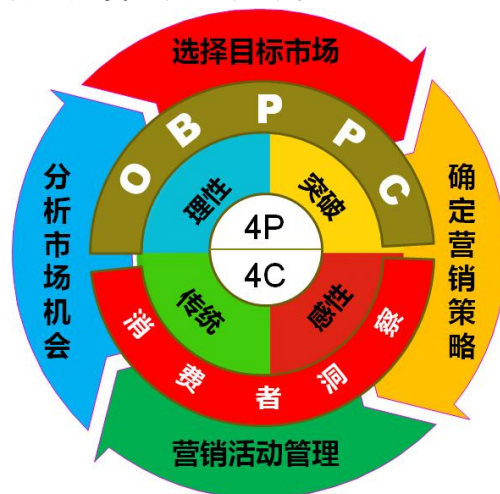 选择目标市场
OBPPC
理性
突破
分析市场机会
确定营销策略
4P
4C
传统
感性
消费者洞察
营销活动管理